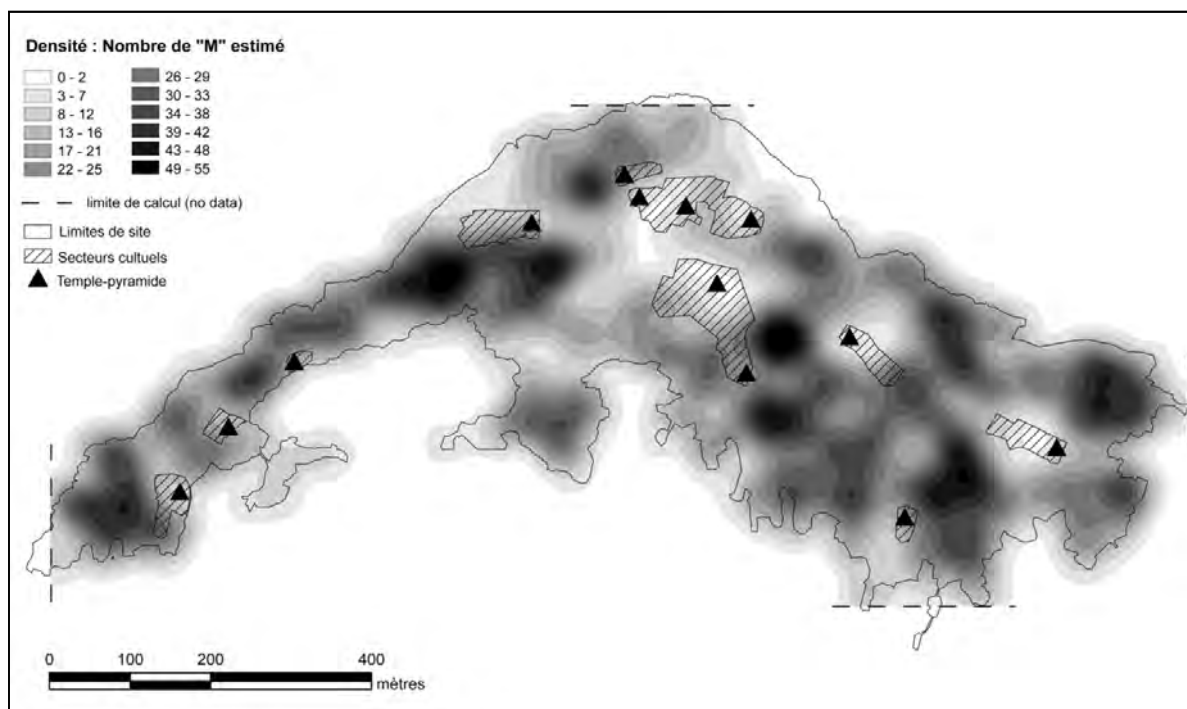 Densité : Nombre de "M" estimé
0 - 2
3 - 7
8 - 12
13 - 16
17 - 21
22 - 25
26 - 29
30 - 33
34 - 38
39 - 42
43 - 48
49 - 55
limite de calcul (no data)
Limites de site
Secteurs cultuels
Temple-pyramide
0 100 200 400
mètres